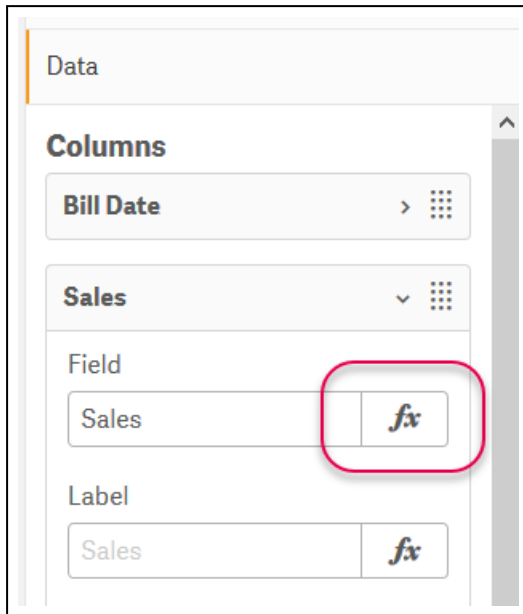 Data
Columns
Bill Date
Sales
Field
Sales fx
Label
Sales fx